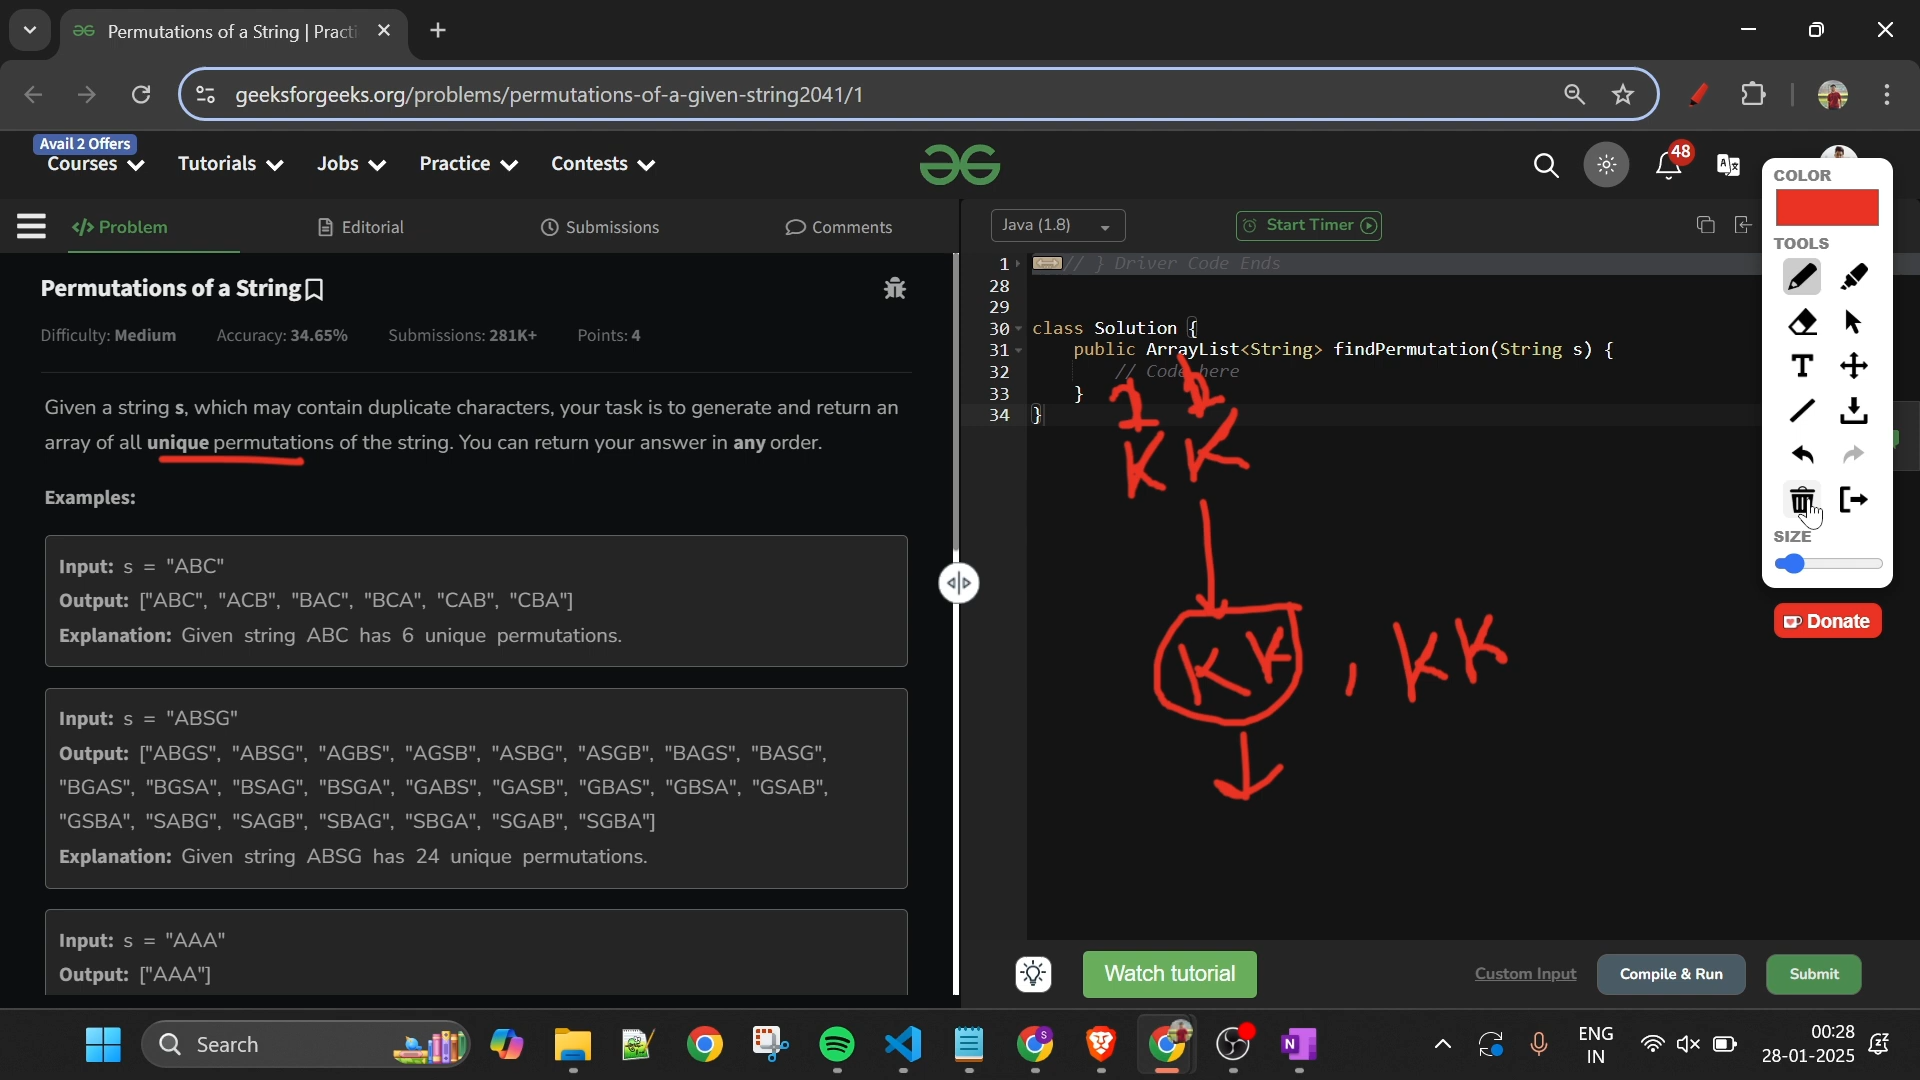 Permutations of a String | Practi
geeksforgeeks.org/problems/permutations-of-a-given-string2041/1
Avail 2 Offers
Courses Tutorials Jobs Practice Contests
48
COLOR
TOOLS
T
SIZE
Donate
</> Problem Editorial Submissions Comments
Java (1.8) Start Timer
Permutations of a String
Difficulty: Medium Accuracy: 34.65% Submissions: 281K+ Points: 4
Given a string s, which may contain duplicate characters, your task is to generate and return an
array of all unique permutations of the string. You can return your answer in any order.
Examples:
Input: s = "ABC"
Output: ["ABC", "ACB", "BAC", "BCA", "CAB", "CBA"]
Explanation: Given string ABC has 6 unique permutations.
Input: s = "ABSG"
Output: ["ABGS", "ABSG", "AGBS", "AGSB", "ASBG", "ASGB", "BAGS", "BASG",
"BGAS", "BGSA", "BSAG", "BSGA", "GABS", "GASB", "GBAS", "GBSA", "GSAB",
"GSBA", "SABG", "SAGB", "SBAG", "SBGA", "SGAB", "SGBA"]
Explanation: Given string ABSG has 24 unique permutations.
Input: s = "AAA"
Output: ["AAA"]
1 // } Driver Code Ends
28
29
30 class Solution {
31 public ArrayList<String> findPermutation(String s) {
32 // Code here
33 }
34 }
K K
K K , K K
Watch tutorial Custom Input Compile & Run Submit
Search
ENG
IN
00:28
28-01-2025